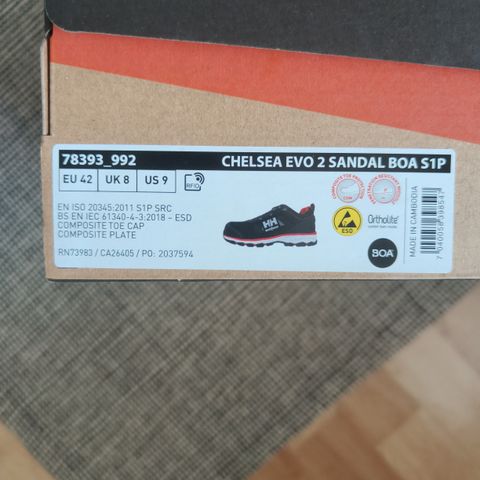 78393_992
CHELSEA EVO 2 SANDAL BOA S1P
EU 42
UK 8
US 9
RFID
EN ISO 20345:2011 S1P SRC
BS EN IEC 61340-4-3:2018 – ESD
COMPOSITE TOE CAP
COMPOSITE PLATE
RN73983 / CA26405 / PO: 2037594
HH
ESD
Ortholite
BOA
MADE IN CAMBODIA